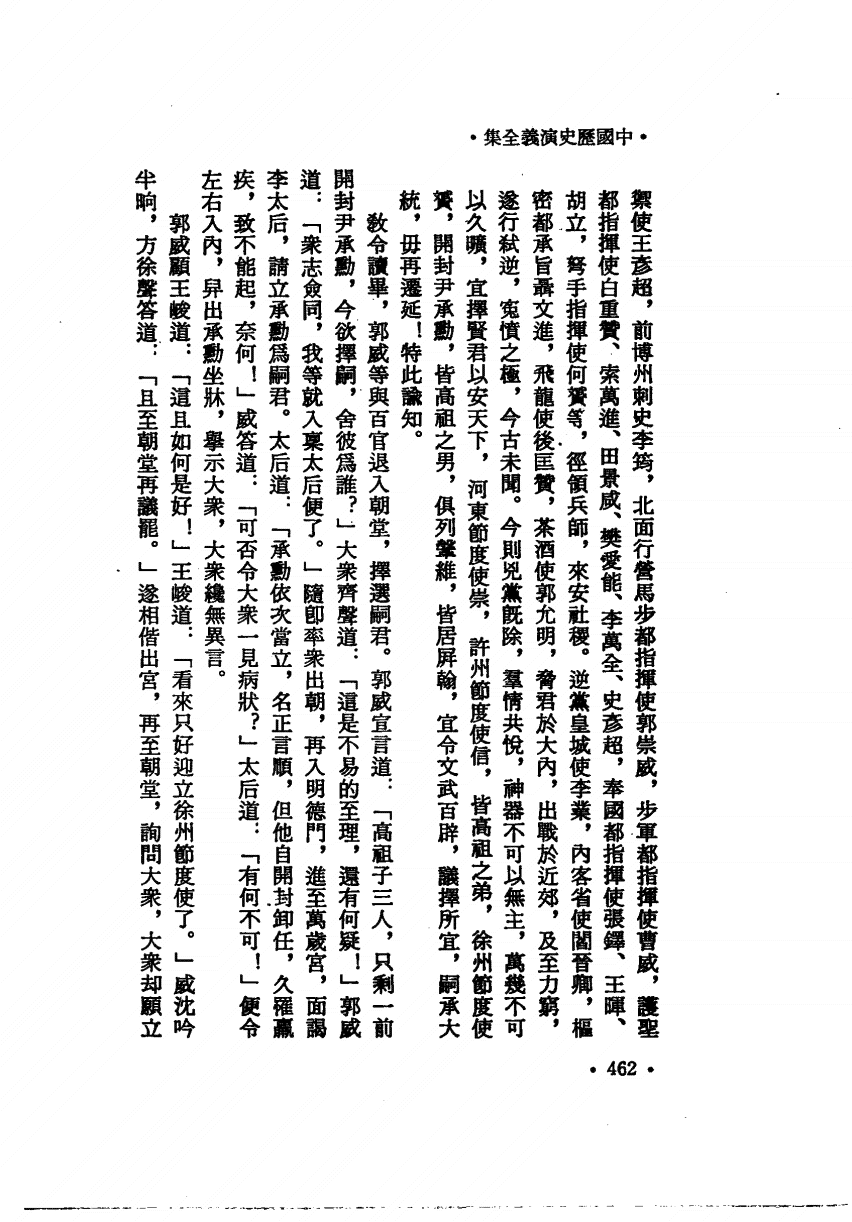 •中國歷史演義全集•
禦使王彥超，前博州刺史李筠，北面行營馬步都指揮使郭崇威，步軍都指揮使曹威，護聖
都指揮使白重贊、索萬進、田景咸、樊愛能、李萬全、史彥超，奉國都指揮使張鐸、王暉、
胡立，弩手指揮使何贇等，徑領兵師，來安社稷。逆黨皇城使李業，內客省使閻晉卿，樞
密都承旨聶文進，飛龍使後匡贊，茶酒使郭允明，脅君於大內，出戰於近郊，及至力窮，
遂行弒逆，寃憤之極，今古未聞。今則兇黨既除，羣情共悅，神器不可以無主，萬幾不可
以久曠，宜擇賢君以安天下，河東節度使崇，許州節度使信，皆高祖之弟，徐州節度使
贇，開封尹承勳，皆高祖之男，俱列磐維，皆居屏翰，宜令文武百辟，議擇所宜，嗣承大
統，毋再遷延！特此諭知。
敎令讀畢，郭威等與百官退入朝堂，擇選嗣君。郭威宣言道：「高祖子三人，只剩一前
開封尹承勳，今欲擇嗣，舍彼爲誰？」大衆齊聲道：「這是不易的至理，還有何疑！」郭威
道：「衆志僉同，我等就入稟太后便了。」隨卽率衆出朝，再入明德門，進至萬歲宮，面謁
李太后，請立承勳爲嗣君。太后道：「承勳依次當立，名正言順，但他自開封卸任，久罹羸
疾，致不能起，奈何！」威答道：「可否令大衆一見病狀？」太后道：「有何不可！」便令
左右入內，舁出承勳坐牀，擧示大衆，大衆纔無異言。
郭威顧王峻道：「這且如何是好！」王峻道：「看來只好迎立徐州節度使了。」威沈吟
半晌，方徐聲答道：「且至朝堂再議罷。」遂相偕出宮，再至朝堂，詢問大衆，大衆却願立
•462•